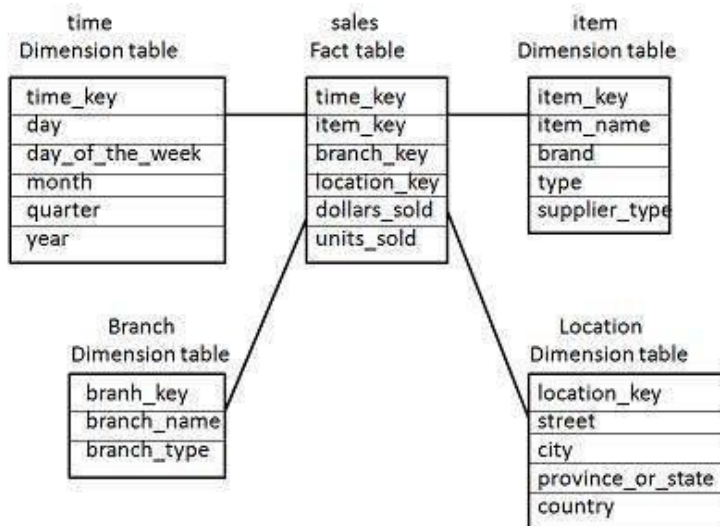 time
Dimension table
time_key
day
day_of_the_week
month
quarter
year
sales
Fact table
time_key
item_key
branch_key
location_key
dollars_sold
units_sold
item
Dimension table
item_key
item_name
brand
type
supplier_type
Branch
Dimension table
branh_key
branch_name
branch_type
Location
Dimension table
location_key
street
city
province_or_state
country